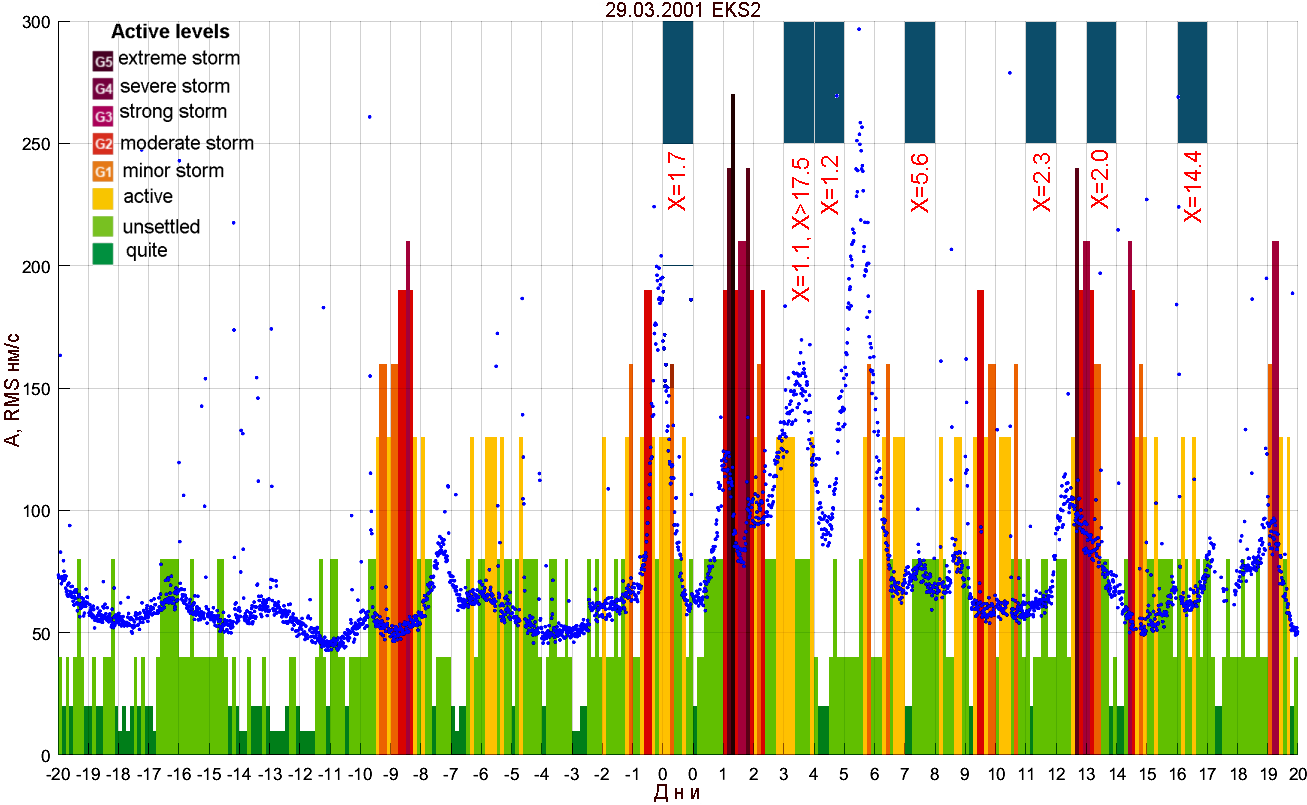 29.03.2001 EKS2
Active levels
G5 extreme storm
G4 severe storm
G3 strong storm
G2 moderate storm
G1 minor storm
active
unsettled
quite
A, RMS нм/с
300
250
200
150
100
50
0
X=1.7
X=1.1, X>17.5
X=1.2
X=5.6
X=2.3
X=2.0
X=14.4
-20 -19 -18 -17 -16 -15 -14 -13 -12 -11 -10 -9 -8 -7 -6 -5 -4 -3 -2 -1 0 0 1 2 3 4 5 6 7 8 9 10 11 12 13 14 15 16 17 18 19 20
Дни